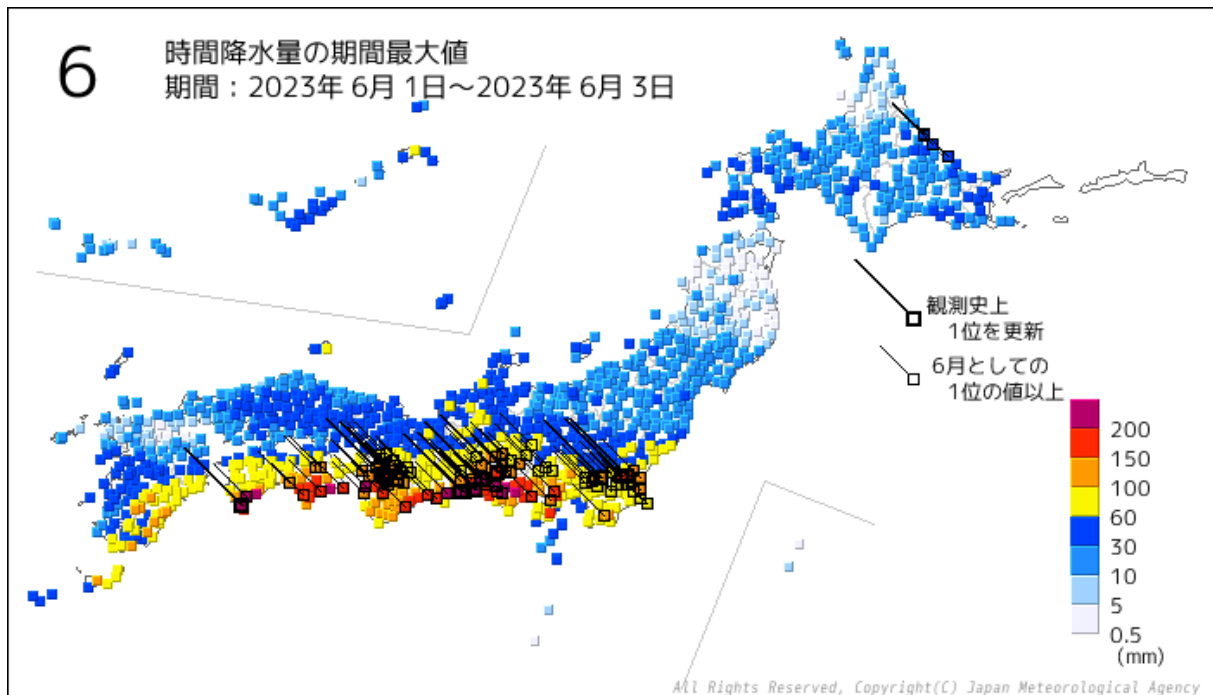 6
時間降水量の期間最大値
期間：2023年 6月 1日～2023年 6月 3日
観測史上
1位を更新
6月としての
1位の値以上
200
150
100
60
30
10
5
0.5
(mm)
All Rights Reserved, Copyright(C) Japan Meteorological Agency